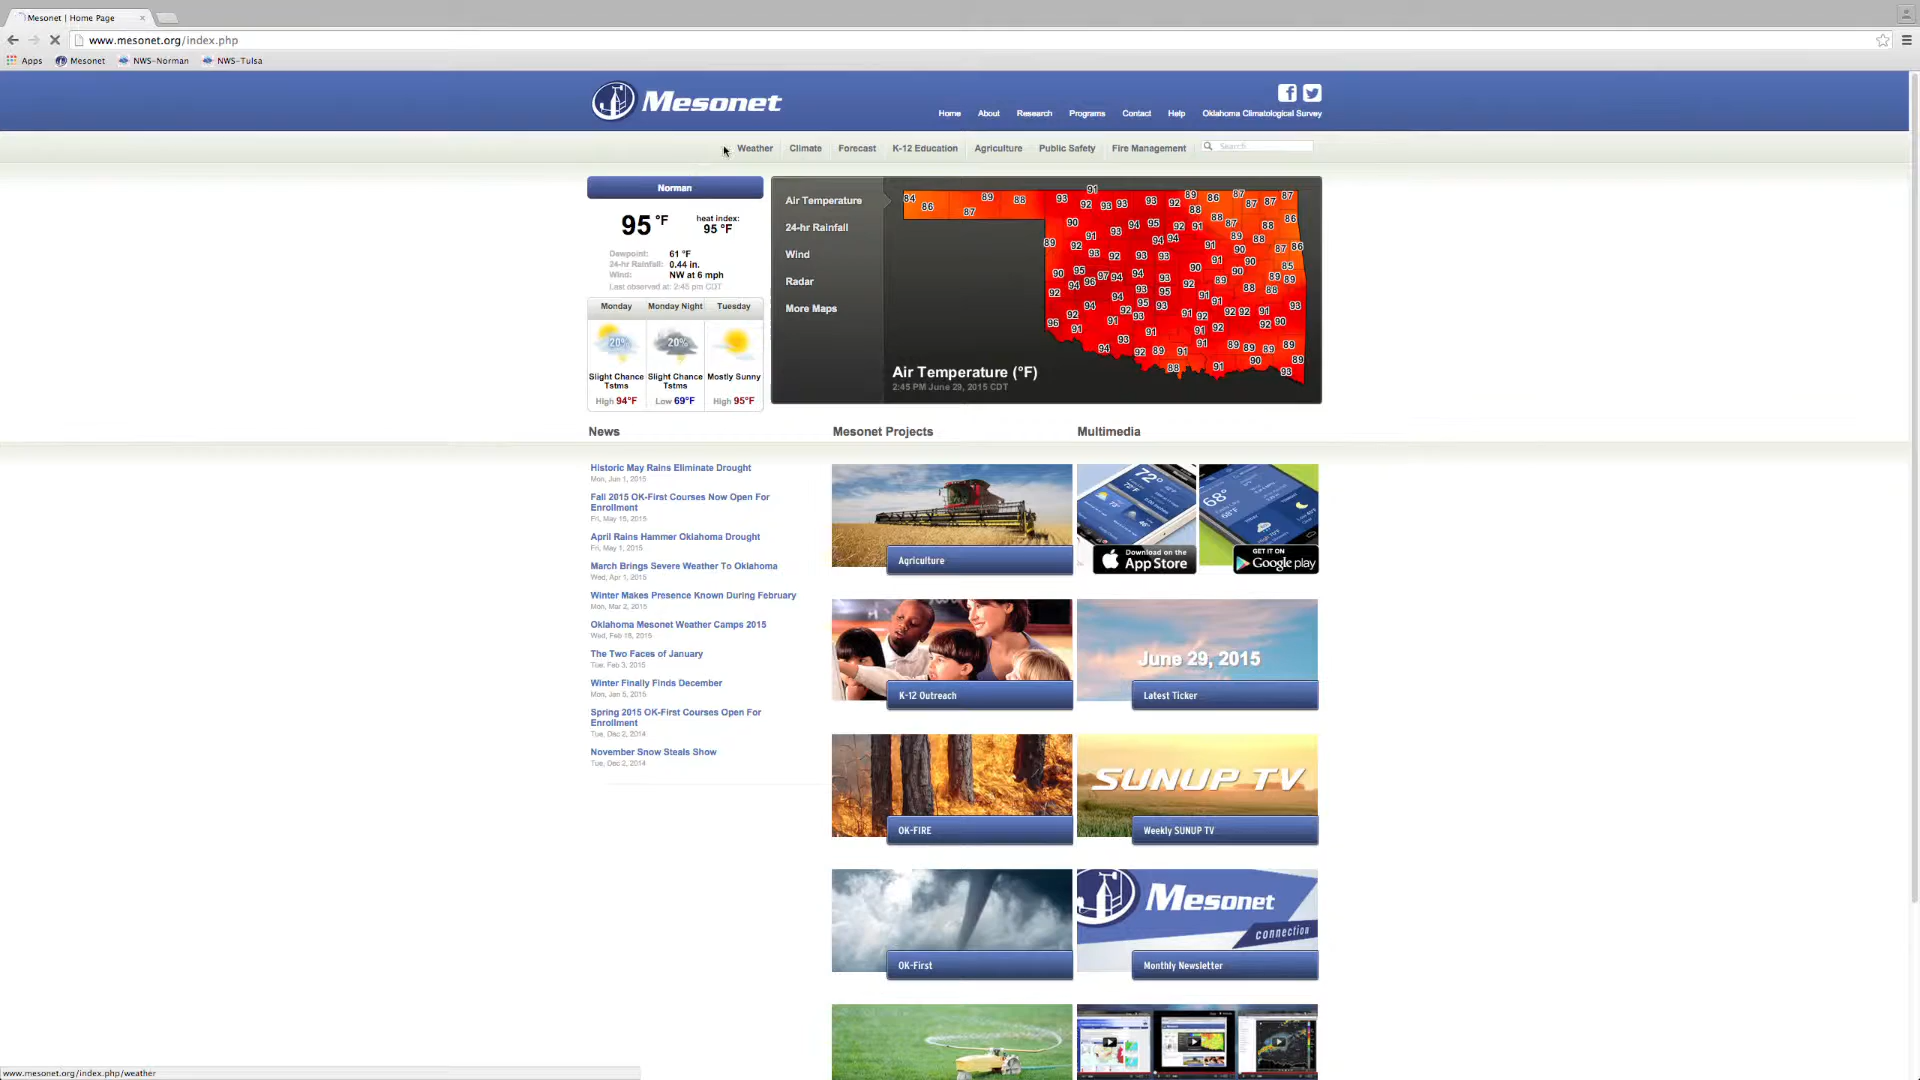 Mesonet | Home Page
www.mesonet.org/index.php
Apps Mesonet NWS-Norman NWS-Tulsa
Mesonet
Home About Research Programs Contact Help Oklahoma Climatological Survey
Weather Climate Forecast K-12 Education Agriculture Public Safety Fire Management Search
Norman
95 °F
heat index:
95 °F
Dewpoint: 61 °F
24-hr Rainfall: 0.44 in.
Wind: NW at 6 mph
Last observed at: 2:45 pm CDT
Monday Monday Night Tuesday
20% 20%
Slight Chance Tstms
Slight Chance Tstms
Mostly Sunny
High 94°F Low 69°F High 95°F
Air Temperature
24-hr Rainfall
Wind
Radar
More Maps
Air Temperature (°F)
2:45 PM June 29, 2015 CDT
News
Historic May Rains Eliminate Drought
Mon, Jun 1, 2015
Fall 2015 OK-First Courses Now Open For
Enrollment
Fri, May 15, 2015
April Rains Hammer Oklahoma Drought
Fri, May 1, 2015
March Brings Severe Weather To Oklahoma
Wed, Apr 1, 2015
Winter Makes Presence Known During February
Mon, Mar 2, 2015
Oklahoma Mesonet Weather Camps 2015
Wed, Feb 18, 2015
The Two Faces of January
Tue, Feb 3, 2015
Winter Finally Finds December
Mon, Jan 5, 2015
Spring 2015 OK-First Courses Open For
Enrollment
Tue, Dec 2, 2014
November Snow Steals Show
Tue, Dec 2, 2014
Mesonet Projects
Agriculture
K-12 Outreach
OK-FIRE
OK-First
Multimedia
Download on the
App Store
GET IT ON
Google play
June 29, 2015
Latest Ticker
SUNUP TV
Weekly SUNUP TV
Mesonet
connection
Monthly Newsletter
www.mesonet.org/index.php/weather